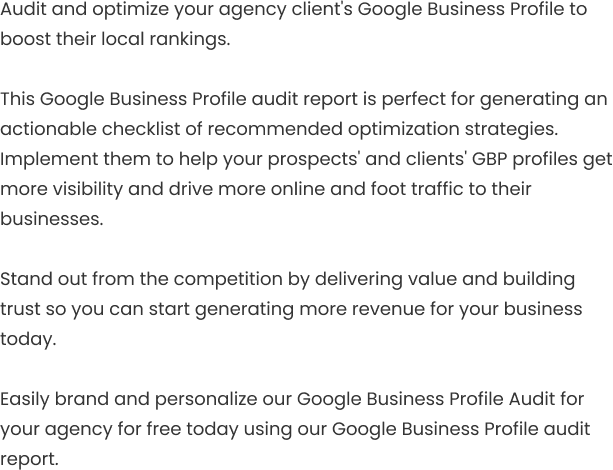 Audit and optimize your agency client's Google Business Profile to
boost their local rankings.
This Google Business Profile audit report is perfect for generating an
actionable checklist of recommended optimization strategies.
Implement them to help your prospects' and clients' GBP profiles get
more visibility and drive more online and foot traffic to their
businesses.
Stand out from the competition by delivering value and building
trust so you can start generating more revenue for your business
today.
Easily brand and personalize our Google Business Profile Audit for
your agency for free today using our Google Business Profile audit
report.